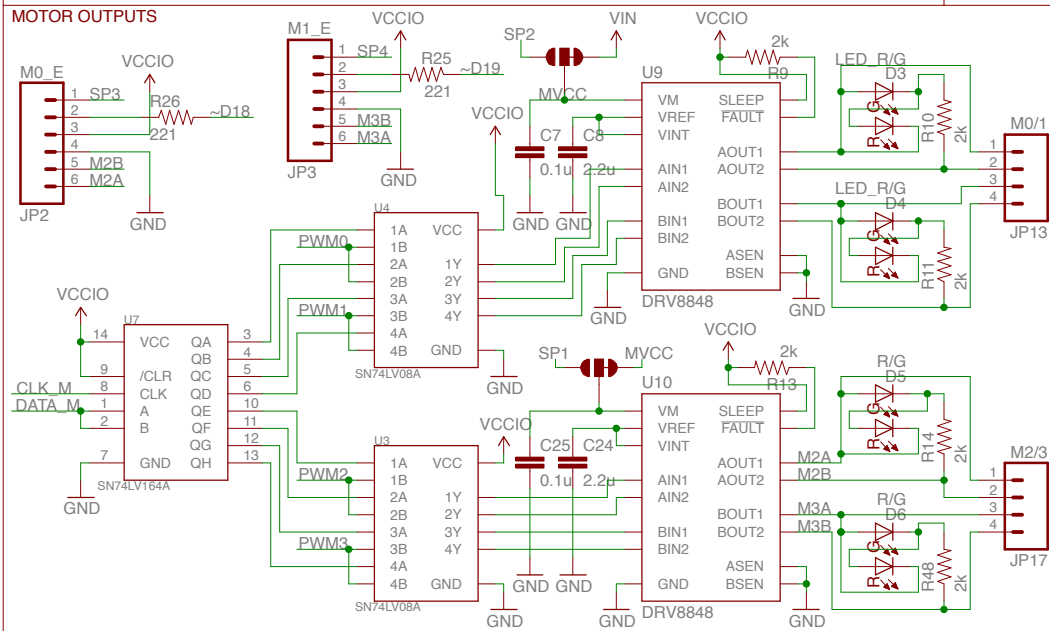 MOTOR OUTPUTS
M0_E
VCCIO
1 SP3
2
3
4
5 M2B
6 M2A
R26
221
~D18
JP2
GND
M1_E
VCCIO
1 SP4
2
3
4
5 M3B
6 M3A
R25
221
~D19
JP3
GND
SP2
VIN
VCCIO
2k
R9
MVCC
VCCIO
C7
0.1u
C8
2.2u
GND
GND
U9
VM
VREF
VINT
AIN1
AIN2
BIN1
BIN2
GND
SLEEP
FAULT
AOUT1
AOUT2
BOUT1
BOUT2
ASEN
BSEN
DRV8848
GND
GND
LED_R/G
D3
G
R
R10
2k
LED_R/G
D4
G
R
R11
2k
M0/1
1
2
3
4
JP13
U4
PWM0
PWM1
1A
1B
2A
2B
3A
3B
4A
4B
VCC
1Y
2Y
3Y
4Y
GND
SN74LV08A
GND
VCCIO
U7
14 VCC
9 /CLR
CLK_M 8 CLK
DATA_M 1 A
2 B
7 GND
QA 3
QB 4
QC 5
QD 6
QE 10
QF 11
QG 12
QH 13
SN74LV164A
GND
U3
PWM2
PWM3
1A
1B
2A
2B
3A
3B
4A
4B
VCC
1Y
2Y
3Y
4Y
GND
SN74LV08A
VCCIO
GND
SP1
MVCC
VCCIO
2k
R13
C25
0.1u
C24
2.2u
GND
GND
U10
VM
VREF
VINT
AIN1
AIN2
BIN1
BIN2
GND
SLEEP
FAULT
AOUT1
AOUT2
BOUT1
BOUT2
ASEN
BSEN
DRV8848
GND
GND
M2A
M2B
M3A
M3B
R/G
D5
G
R
R14
2k
R/G
D6
G
R
R48
2k
M2/3
1
2
3
4
JP17